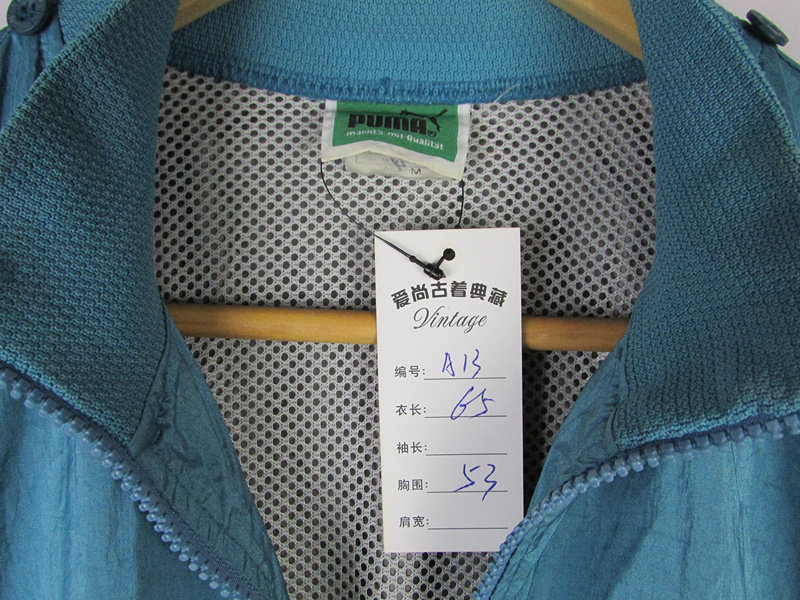 PUMA®
macht's mit Qualität
M
爱尚古着典藏
Vintage
编号: A13
衣长: 65
袖长:
胸围: 53
肩宽: